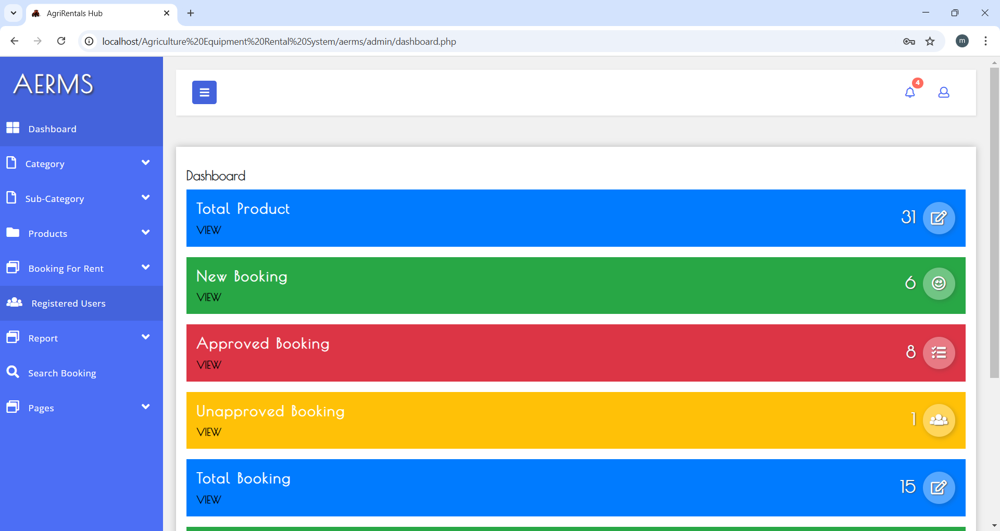 AgriRentals Hub
localhost/Agriculture%20Equipment%20Rental%20System/aerms/admin/dashboard.php
m
AERMS
4
Dashboard
Category
Sub-Category
Products
Booking For Rent
Registered Users
Report
Search Booking
Pages
Dashboard
Total Product
VIEW
31
New Booking
VIEW
6
Approved Booking
VIEW
8
Unapproved Booking
VIEW
1
Total Booking
VIEW
15